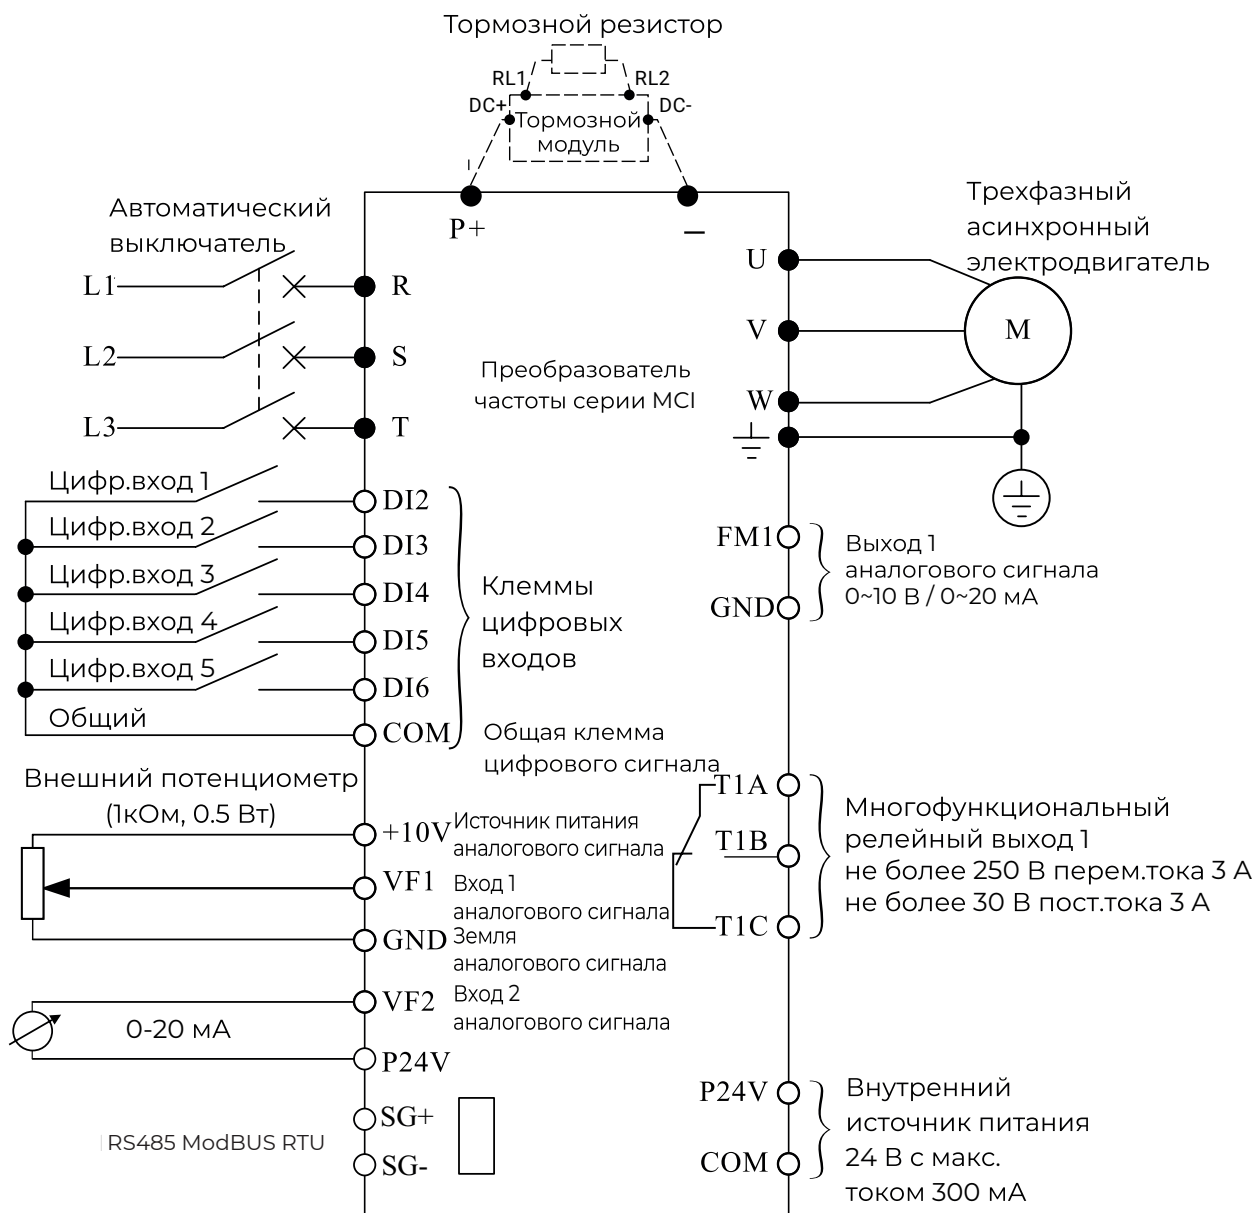 Тормозной резистор
RL1
RL2
DC+
DC-
Тормозной
модуль
P+
−
Автоматический
выключатель
L1
R
L2
S
L3
T
Преобразователь
частоты серии MCI
Трехфазный
асинхронный
электродвигатель
U
V
W
M
Цифр.вход 1
DI2
Цифр.вход 2
DI3
Цифр.вход 3
DI4
Цифр.вход 4
DI5
Цифр.вход 5
DI6
Общий
COM
Клеммы
цифровых
входов
Общая клемма
цифрового сигнала
FM1
GND
Выход 1
аналогового сигнала
0~10 В / 0~20 мА
Внешний потенциометр
(1кОм, 0.5 Вт)
+10V
Источник питания
аналогового сигнала
VF1
Вход 1
аналогового сигнала
GND
Земля
аналогового сигнала
VF2
Вход 2
аналогового сигнала
0-20 мА
P24V
SG+
RS485 ModBUS RTU
SG-
T1A
T1B
T1C
Многофункциональный
релейный выход 1
не более 250 В перем.тока 3 А
не более 30 В пост.тока 3 А
P24V
COM
Внутренний
источник питания
24 В с макс.
током 300 мА